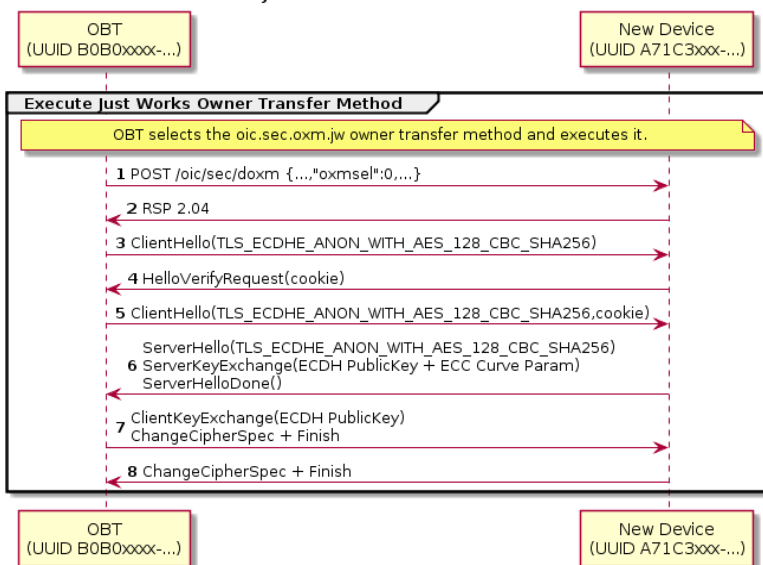 OBT
(UUID B0B0xxxx-...)
New Device
(UUID A71C3xxx-...)
Execute Just Works Owner Transfer Method
OBT selects the oic.sec.oxm.jw owner transfer method and executes it.
1 POST /oic/sec/doxm {...,"oxmsel":0,...}
2 RSP 2.04
3 ClientHello(TLS_ECDHE_ANON_WITH_AES_128_CBC_SHA256)
4 HelloVerifyRequest(cookie)
5 ClientHello(TLS_ECDHE_ANON_WITH_AES_128_CBC_SHA256,cookie)
ServerHello(TLS_ECDHE_ANON_WITH_AES_128_CBC_SHA256)
6 ServerKeyExchange(ECDH PublicKey + ECC Curve Param)
ServerHelloDone()
7 ClientKeyExchange(ECDH PublicKey)
ChangeCipherSpec + Finish
8 ChangeCipherSpec + Finish
OBT
(UUID B0B0xxxx-...)
New Device
(UUID A71C3xxx-...)